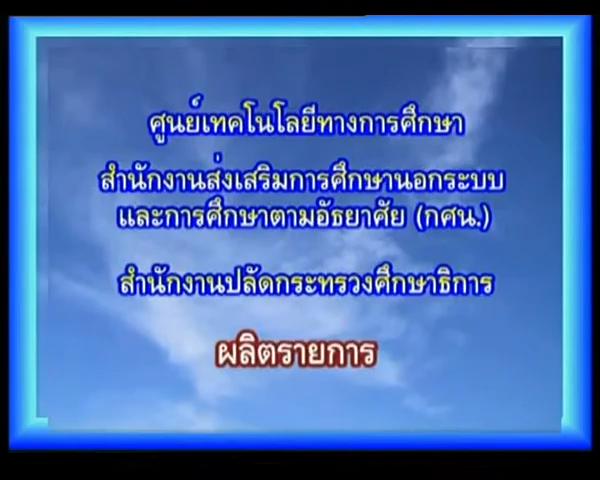 ศูนย์เทคโนโลยีทางการศึกษา
สำนักงานส่งเสริมการศึกษานอกระบบ
และการศึกษาตามอัธยาศัย (กศน.)
สำนักงานปลัดกระทรวงศึกษาธิการ
ผลิตรายการ